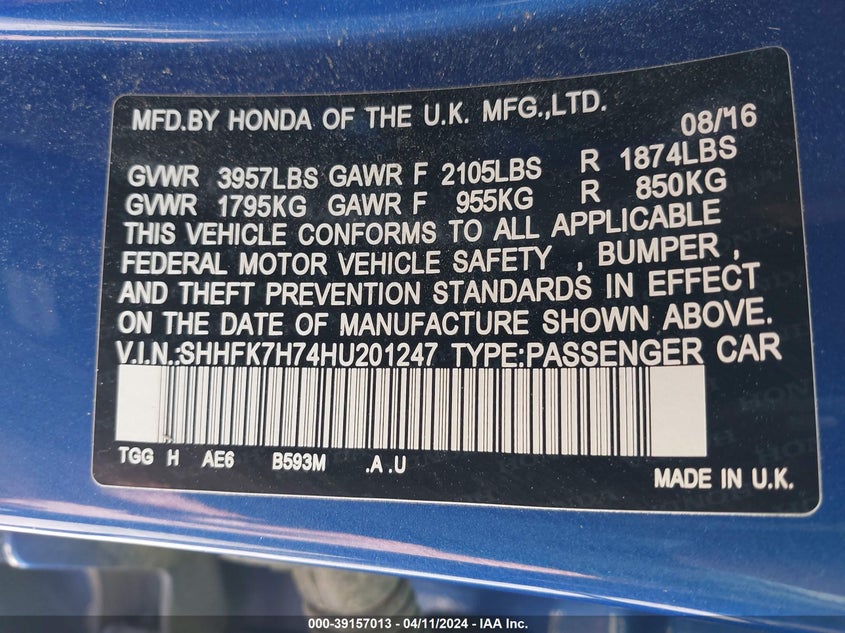 MFD.BY HONDA OF THE U.K. MFG.,LTD. 08/'16
GVWR 3957LBS GAWR F 2105LBS R 1874LBS
GVWR 1795KG GAWR F 955KG R 850KG
THIS VEHICLE CONFORMS TO ALL APPLICABLE
FEDERAL MOTOR VEHICLE SAFETY , BUMPER ,
AND THEFT PREVENTION STANDARDS IN EFFECT
ON THE DATE OF MANUFACTURE SHOWN ABOVE.
V.I.N.:SHHFK7H74HU201247 TYPE:PASSENGER CAR
TGG H AE6 B593M .A .U
MADE IN U.K.
000-39157013 - 04/11/2024 - IAA Inc.